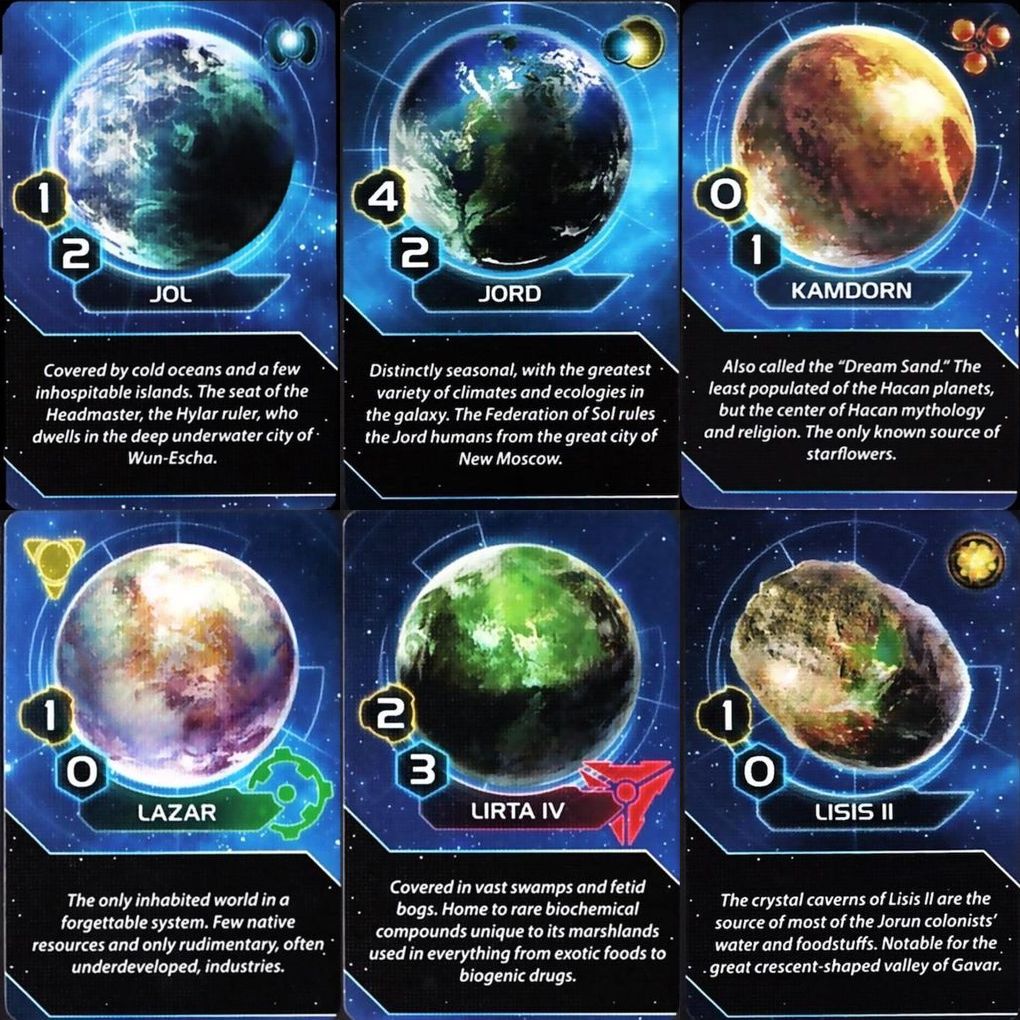 1
2
JOL
Covered by cold oceans and a few
inhospitable islands. The seat of the
Headmaster, the Hylar ruler, who
dwells in the deep underwater city of
Wun-Escha.
4
2
JORD
Distinctly seasonal, with the greatest
variety of climates and ecologies in
the galaxy. The Federation of Sol rules
the Jord humans from the great city of
New Moscow.
0
1
KAMDORN
Also called the “Dream Sand.” The
least populated of the Hacan planets,
but the center of Hacan mythology
and religion. The only known source of
starflowers.
1
0
LAZAR
The only inhabited world in a
forgettable system. Few native
resources and only rudimentary, often
underdeveloped, industries.
2
3
LIRTA IV
Covered in vast swamps and fetid
bogs. Home to rare biochemical
compounds unique to its marshlands
used in everything from exotic foods to
biogenic drugs.
1
0
LISIS II
The crystal caverns of Lisis II are the
source of most of the Jorun colonists’
water and foodstuffs. Notable for the
great crescent-shaped valley of Gavar.